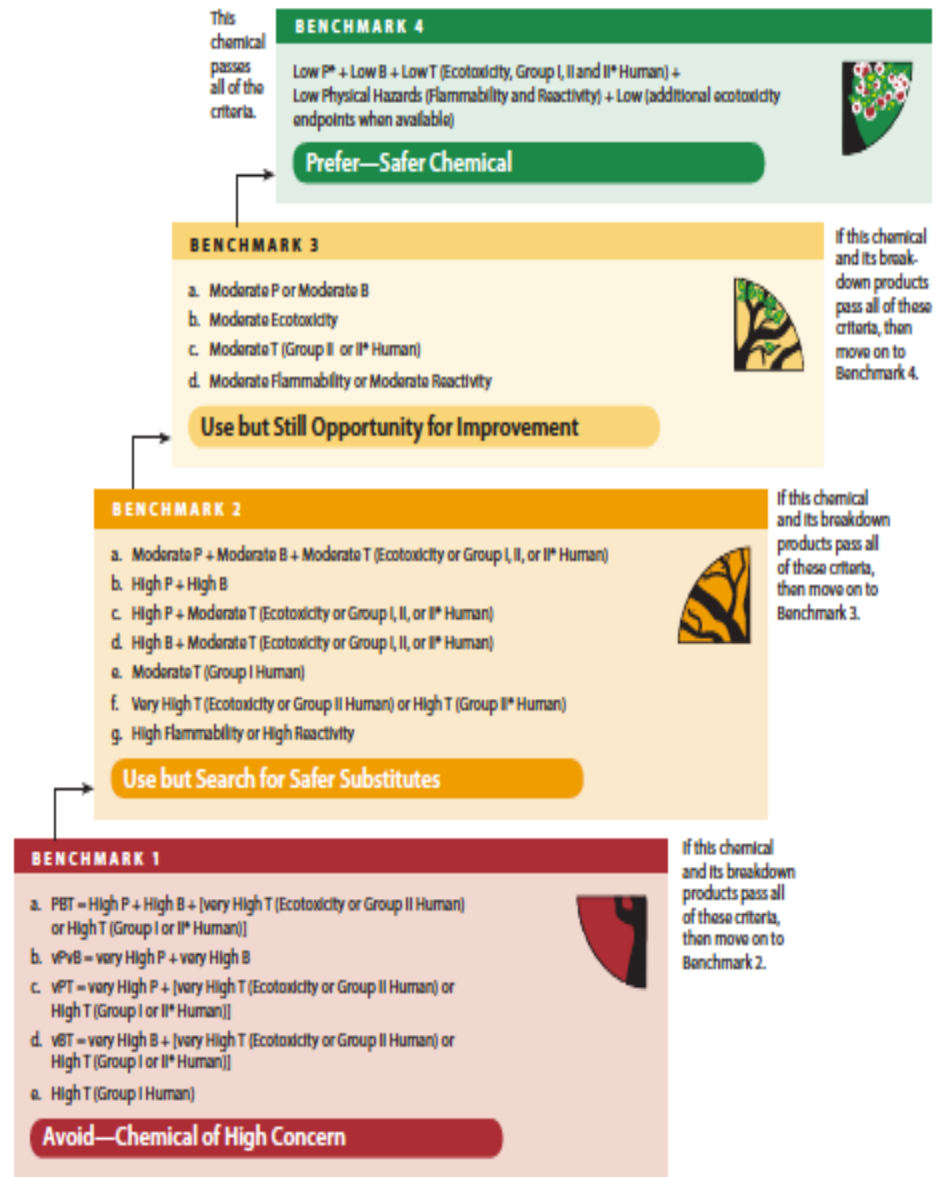 This
chemical
passes
all of the
criteria.
BENCHMARK 4
Low P* + Low B + Low T (Ecotoxicity, Group I, II and II* Human) +
Low Physical Hazards (Flammability and Reactivity) + Low (additional ecotoxicity
endpoints when available)
Prefer—Safer Chemical
BENCHMARK 3
a. Moderate P or Moderate B
b. Moderate Ecotoxicity
c. Moderate T (Group II or II* Human)
d. Moderate Flammability or Moderate Reactivity
Use but Still Opportunity for Improvement
If this chemical
and its break-
down products
pass all of these
criteria, then
move on to
Benchmark 4.
BENCHMARK 2
a. Moderate P + Moderate B + Moderate T (Ecotoxicity or Group I, II, or II* Human)
b. High P + High B
c. High P + Moderate T (Ecotoxicity or Group I, II, or II* Human)
d. High B + Moderate T (Ecotoxicity or Group I, II, or II* Human)
e. Moderate T (Group I Human)
f. Very High T (Ecotoxicity or Group II Human) or High T (Group II* Human)
g. High Flammability or High Reactivity
Use but Search for Safer Substitutes
If this chemical
and its breakdown
products pass all
of these criteria,
then move on to
Benchmark 3.
BENCHMARK 1
a. PBT = High P + High B + [very High T (Ecotoxicity or Group II Human)
or High T (Group I or II* Human)]
b. vPvB = very High P + very High B
c. vPT = very High P + [very High T (Ecotoxicity or Group II Human) or
High T (Group I or II* Human)]
d. vBT = very High B + [very High T (Ecotoxicity or Group II Human) or
High T (Group I or II* Human)]
e. High T (Group I Human)
Avoid—Chemical of High Concern
If this chemical
and its breakdown
products pass all
of these criteria,
then move on to
Benchmark 2.